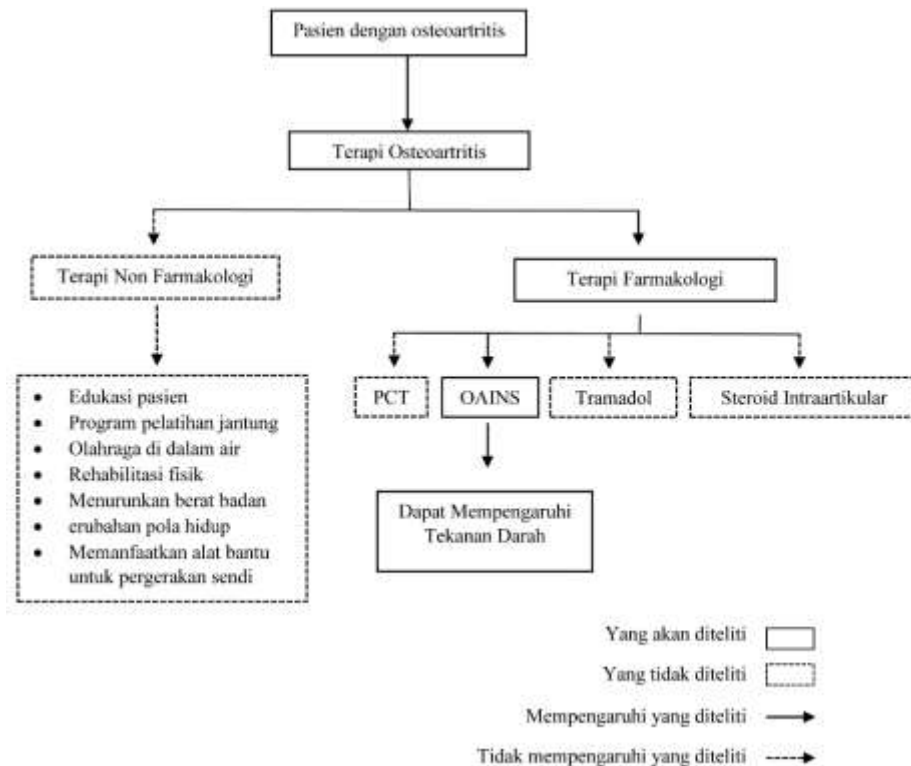 Pasien dengan osteoartritis
Terapi Osteoartritis
Terapi Non Farmakologi
Terapi Farmakologi
• Edukasi pasien
• Program pelatihan jantung
• Olahraga di dalam air
• Rehabilitasi fisik
• Menurunkan berat badan
• erubahan pola hidup
• Memanfaatkan alat bantu
untuk pergerakan sendi
PCT
OAINS
Tramadol
Steroid Intraartikular
Dapat Mempengaruhi
Tekanan Darah
Yang akan diteliti
Yang tidak diteliti
Mempengaruhi yang diteliti
Tidak mempengaruhi yang diteliti